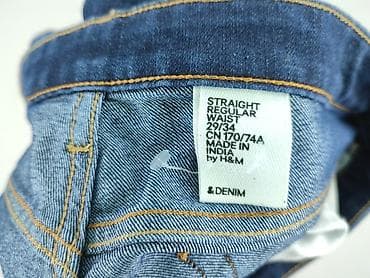 STRAIGHT
REGULAR
WAIST
29/34
CN 170/74A
MADE IN
INDIA
by H&M
&DENIM